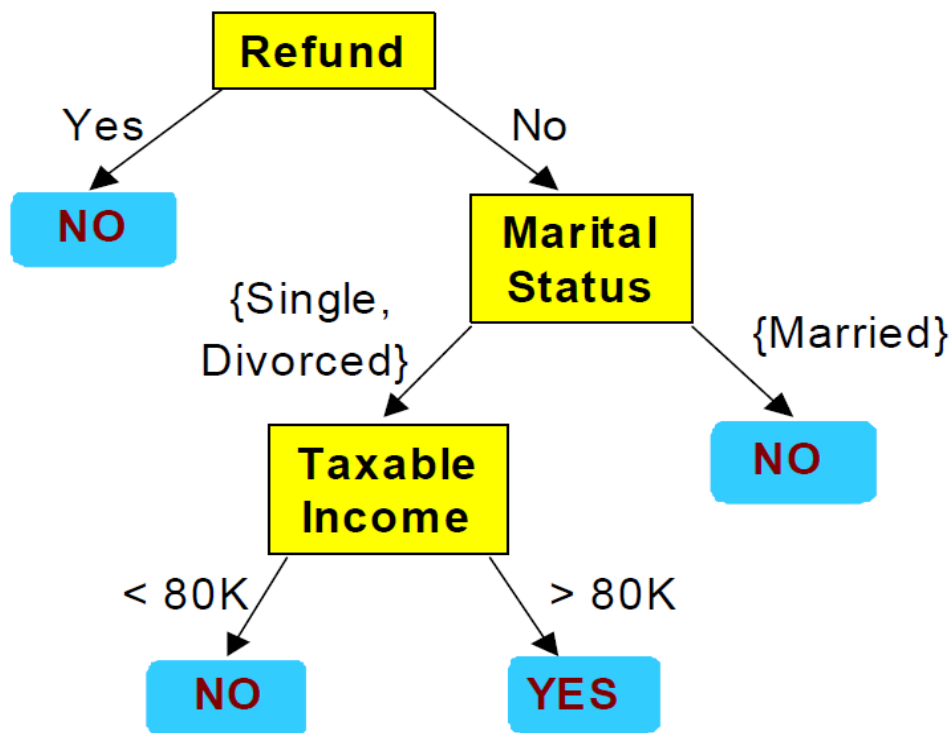 Refund
Yes
No
NO
Marital
Status
{Single,
Divorced}
{Married}
Taxable
Income
NO
< 80K
> 80K
NO
YES